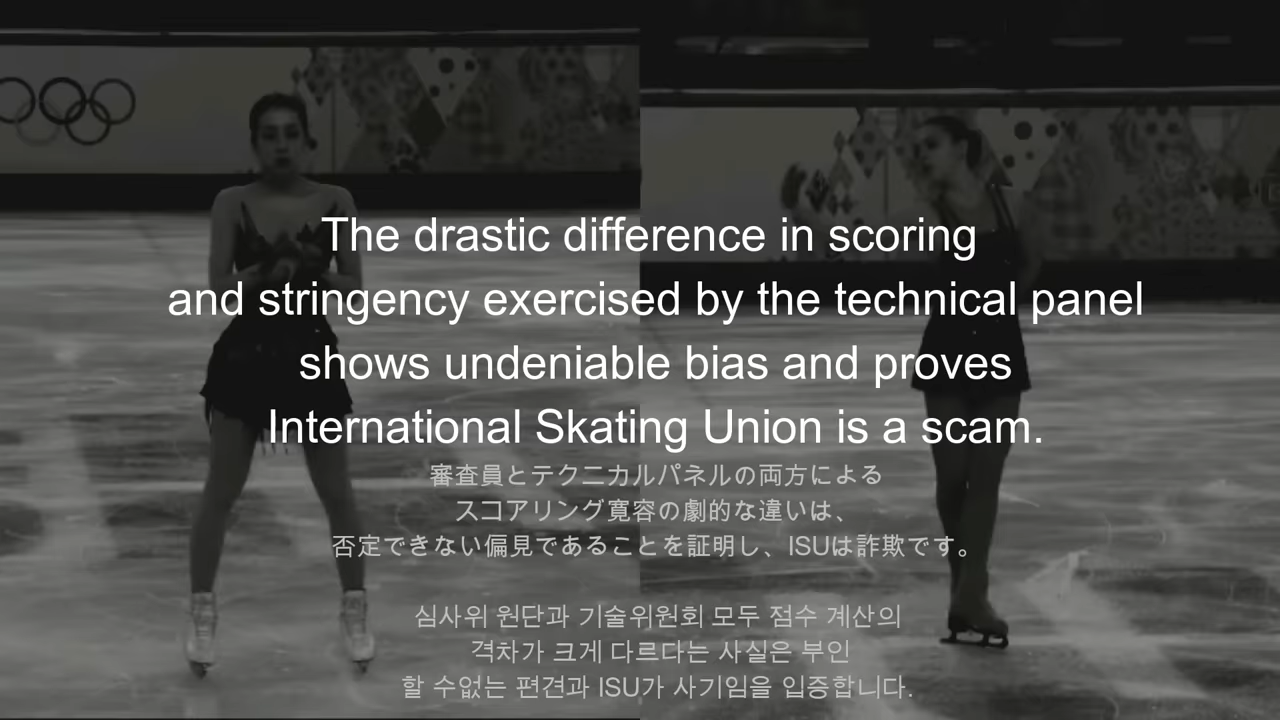 The drastic difference in scoring
and stringency exercised by the technical panel
shows undeniable bias and proves
International Skating Union is a scam.
審査員とテクニカルパネルの両方による
スコアリング寛容の劇的な違いは、
否定できない偏見であることを証明し、ISUは詐欺です。
심사위 원단과 기술위원회 모두 점수 계산의
격차가 크게 다르다는 사실은 부인
할 수없는 편견과 ISU가 사기임을 입증합니다.